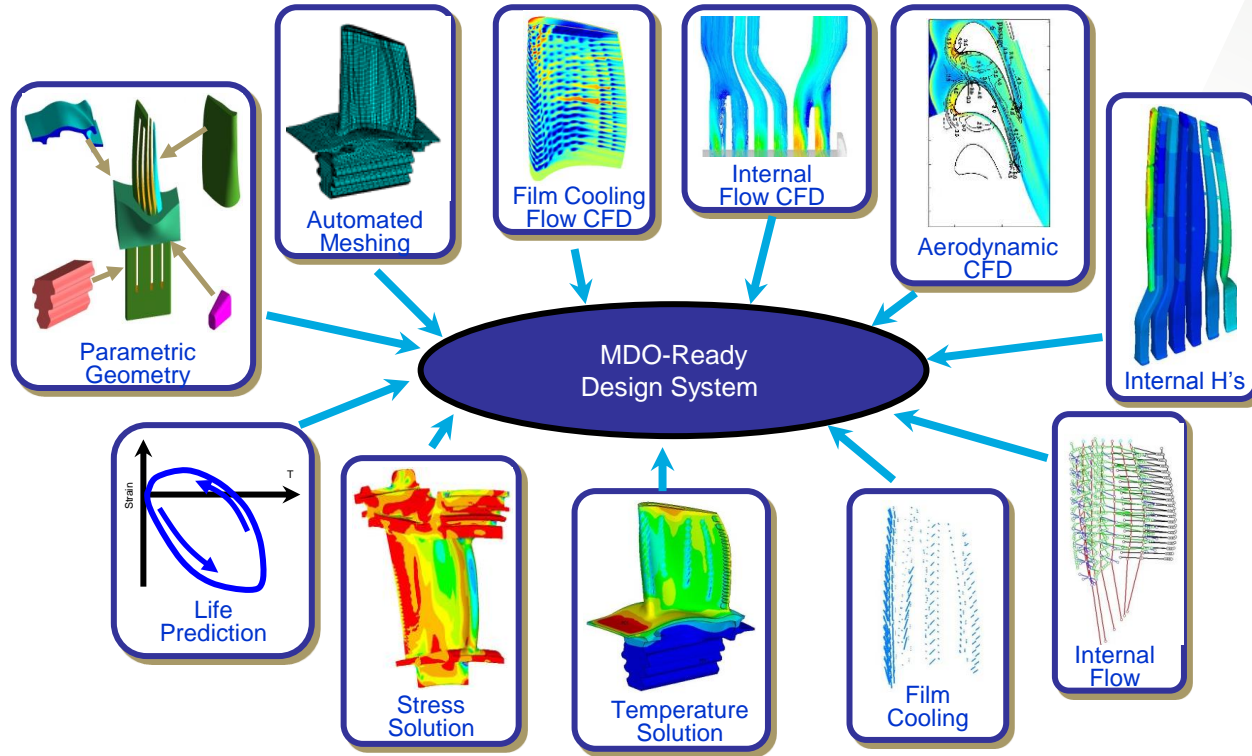 Automated
Meshing
Film Cooling
Flow CFD
Internal
Flow CFD
Aerodynamic
CFD
Parametric
Geometry
MDO-Ready
Design System
Internal H's
Strain
T
Life
Prediction
Stress
Solution
Temperature
Solution
Film
Cooling
Internal
Flow